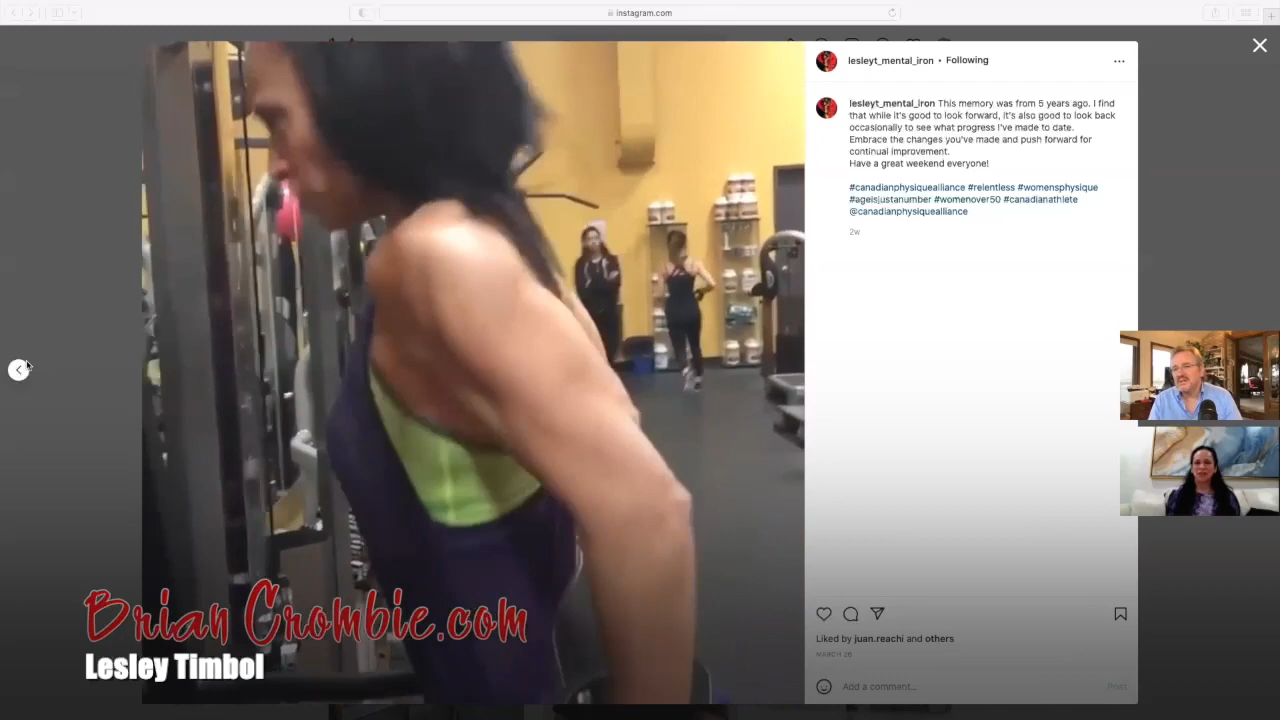 instagram.com
lesleyt_mental_iron • Following
lesleyt_mental_iron This memory was from 5 years ago. I find
that while it's good to look forward, it's also good to look back
occasionally to see what progress I've made to date.
Embrace the changes you've made and push forward for
continual improvement.
Have a great weekend everyone!
#canadianphysiquealliance #relentless #womensphysique
#ageisjustanumber #womenover50 #canadianathlete
@canadianphysiquealliance
2w
Liked by juan.reachi and others
MARCH 26
Add a comment...
Post
Brian Crombie.com
Lesley Timbol